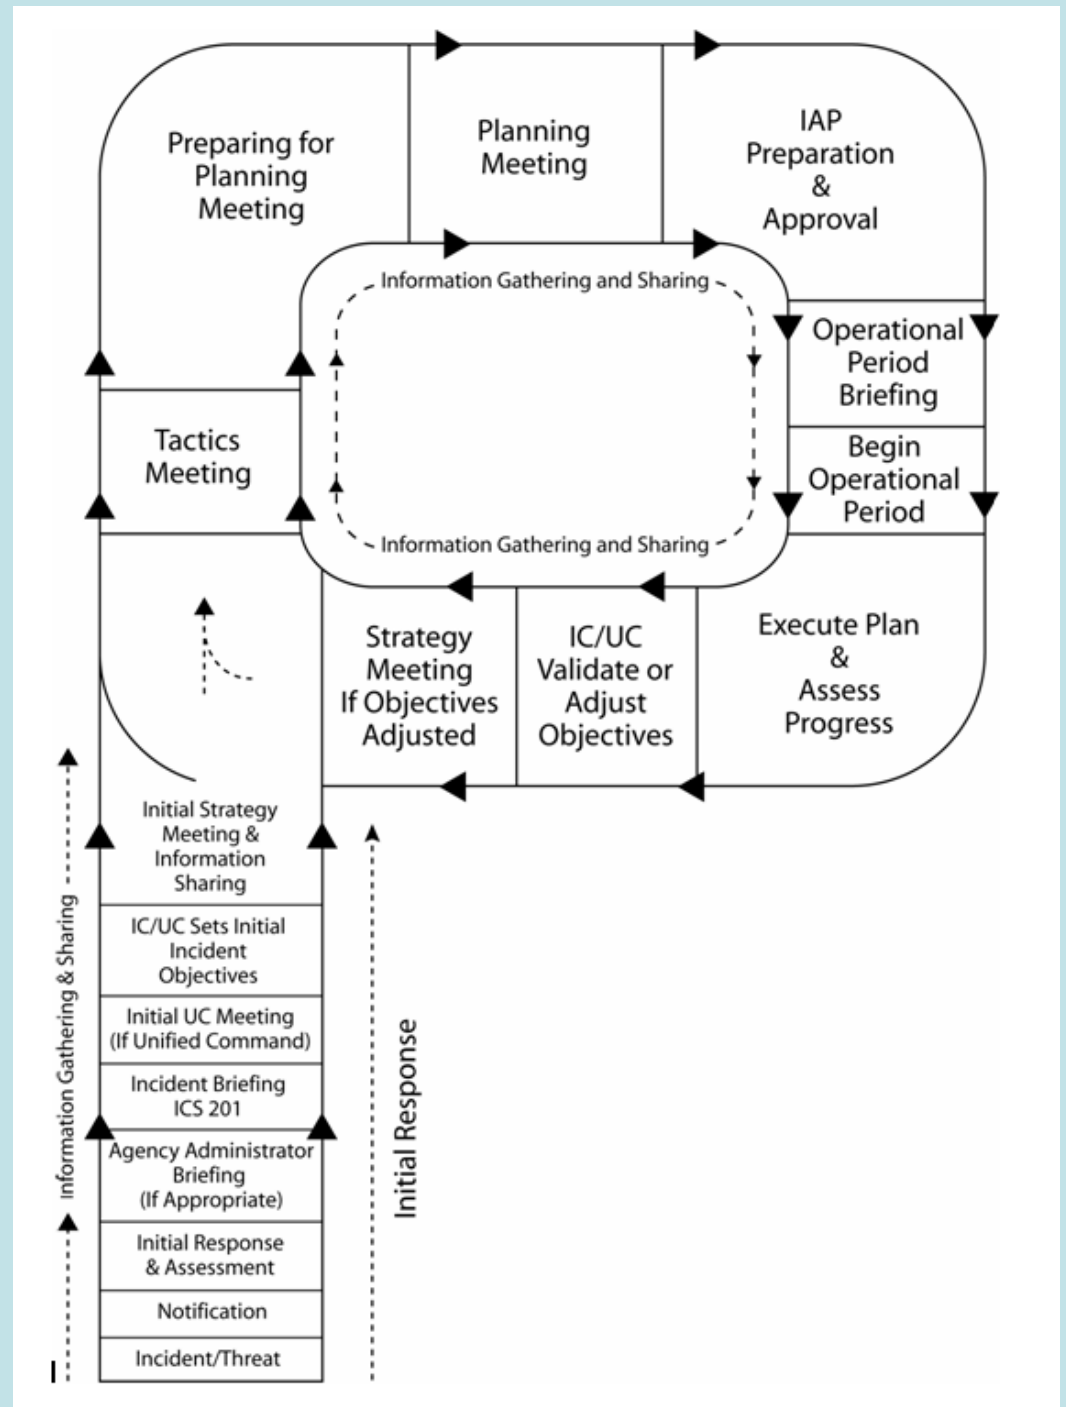 Preparing for
Planning
Meeting
Planning
Meeting
IAP
Preparation
&
Approval
Information Gathering and Sharing
Operational
Period
Briefing
Tactics
Meeting
Begin
Operational
Period
Information Gathering and Sharing
Strategy
Meeting
If Objectives
Adjusted
IC/UC
Validate or
Adjust
Objectives
Execute Plan
&
Assess
Progress
Initial Strategy
Meeting &
Information
Sharing
IC/UC Sets Initial
Incident
Objectives
Initial UC Meeting
(If Unified Command)
Incident Briefing
ICS 201
Agency Administrator
Briefing
(If Appropriate)
Initial Response
& Assessment
Notification
Incident/Threat
Information Gathering & Sharing
Initial Response